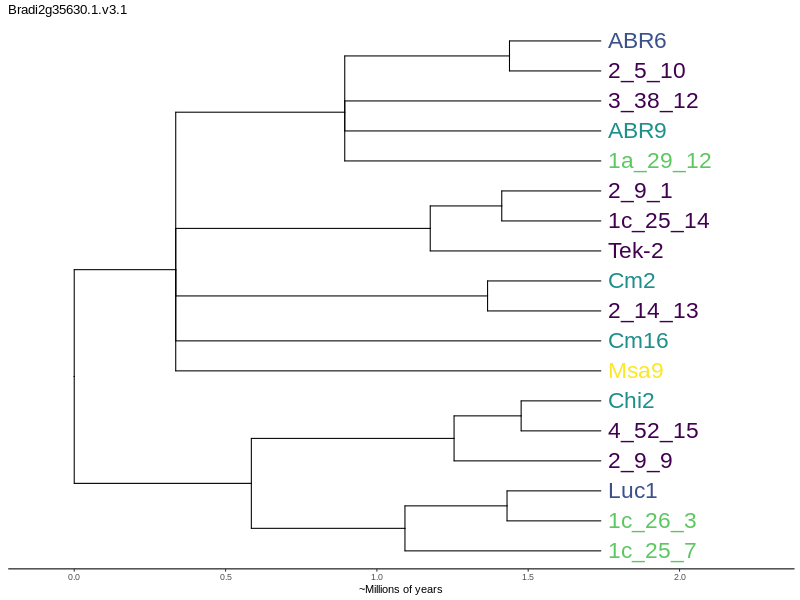 Bradi2g35630.1.v3.1
ABR6
2_5_10
3_38_12
ABR9
1a_29_12
2_9_1
1c_25_14
Tek-2
Cm2
2_14_13
Cm16
Msa9
Chi2
4_52_15
2_9_9
Luc1
1c_26_3
1c_25_7
0.0 0.5 1.0 1.5 2.0
~Millions of years